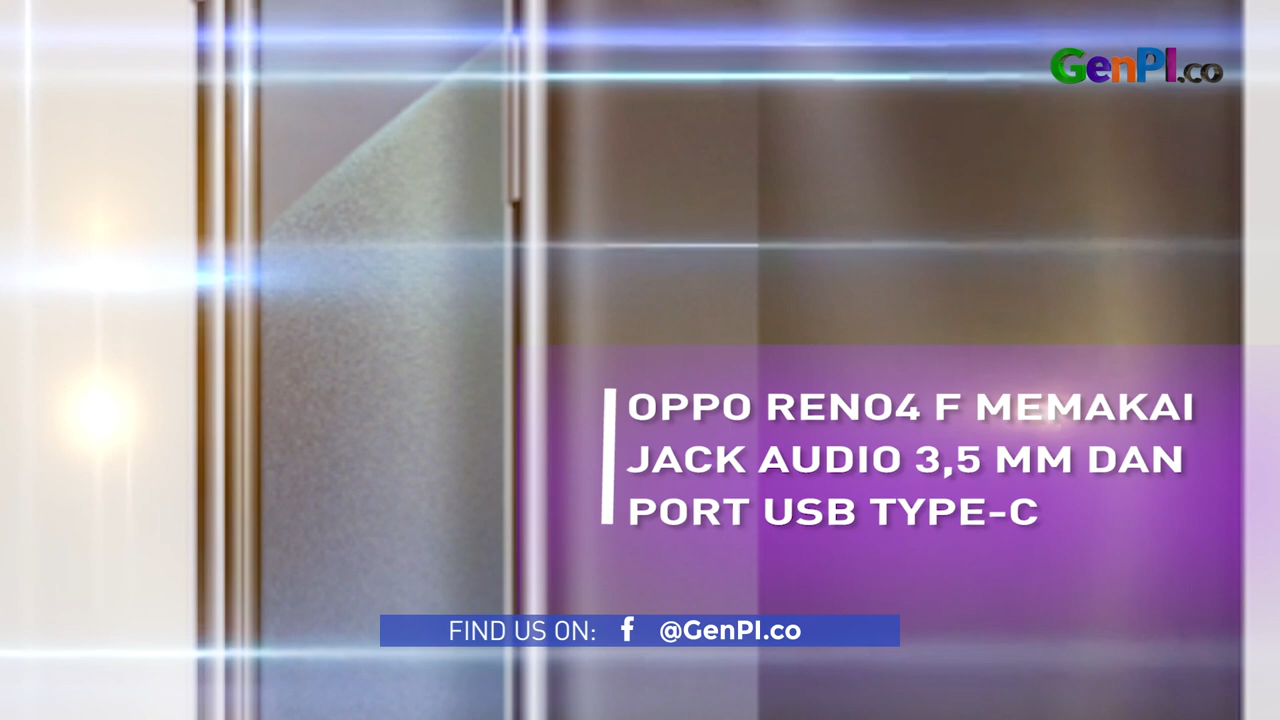 GenPI.co
OPPO RENO4 F MEMAKAI
JACK AUDIO 3,5 MM DAN
PORT USB TYPE-C
FIND US ON: f @GenPI.co